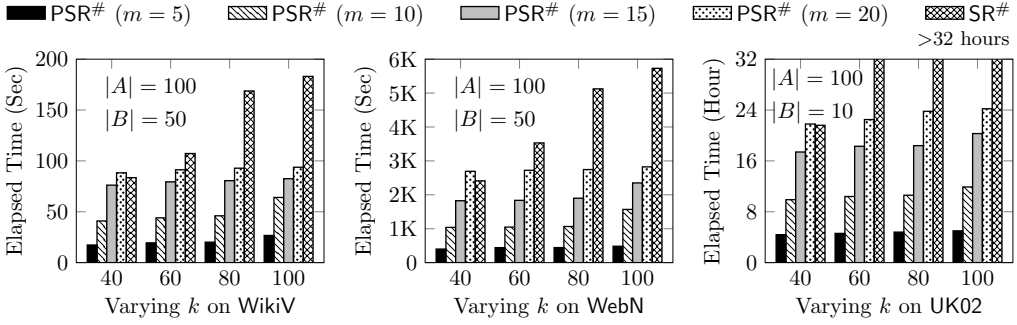 PSR# (m = 5) PSR# (m = 10) PSR# (m = 15) PSR# (m = 20) SR#
>32 hours
Elapsed Time (Sec)
200
150
100
50
0
|A| = 100
|B| = 50
40 60 80 100
Varying k on WikiV
Elapsed Time (Sec)
6K
5K
4K
3K
2K
1K
0
|A| = 100
|B| = 50
40 60 80 100
Varying k on WebN
Elapsed Time (Hour)
32
24
16
8
0
|A| = 100
|B| = 10
40 60 80 100
Varying k on UK02